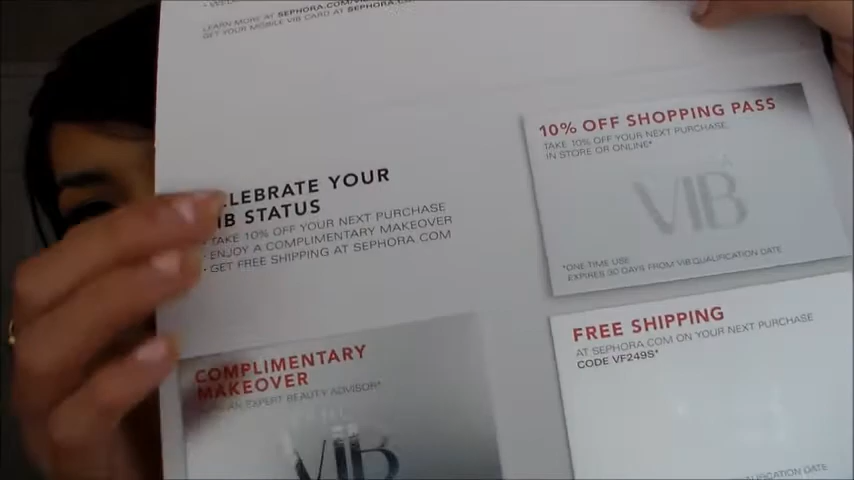 LEARN MORE AT SEPHORA.COM/VIB
GET YOUR MOBILE VIB CARD AT SEPHORA.CO
LEBRATE YOUR
IB STATUS
TAKE 10% OFF YOUR NEXT PURCHASE
• ENJOY A COMPLIMENTARY MAKEOVER
• GET FREE SHIPPING AT SEPHORA.COM
10% OFF SHOPPING PASS
TAKE 10% OFF YOUR NEXT PURCHASE
IN STORE OR ONLINE*
VIB
*ONE TIME USE
EXPIRES 30 DAYS FROM VIB QUALIFICATION DATE
COMPLIMENTARY
MAKEOVER
AN EXPERT BEAUTY ADVISOR*
VIB
FREE SHIPPING
AT SEPHORA.COM ON YOUR NEXT PURCHASE
CODE VF249S*
DATE